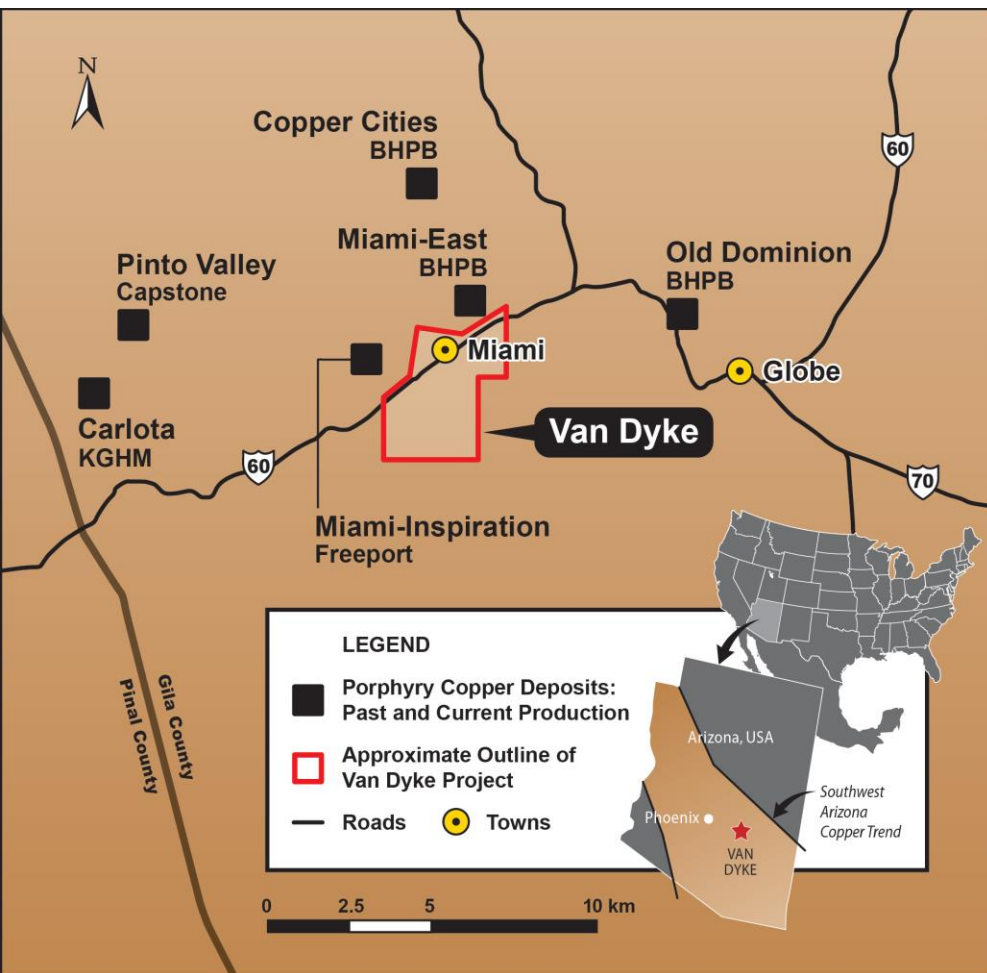 N
Copper Cities
BHPB
60
Miami-East
BHPB
Old Dominion
BHPB
Pinto Valley
Capstone
Miami
Globe
Carlota
KGHM
Van Dyke
60
70
Miami-Inspiration
Freeport
Gila County
Pinal County
LEGEND
Porphyry Copper Deposits:
Past and Current Production
Approximate Outline of
Van Dyke Project
Roads
Towns
Arizona, USA
Phoenix
VAN
DYKE
Southwest
Arizona
Copper Trend
0 2.5 5 10 km